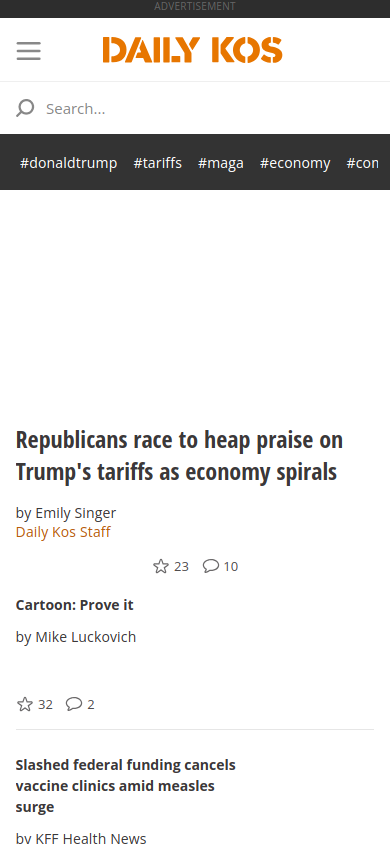 ADVERTISEMENT
DAILY KOS
Search...
#donaldtrump #tariffs #maga #economy
Republicans race to heap praise on
Trump's tariffs as economy spirals
by Emily Singer
Daily Kos Staff
23 10
Cartoon: Prove it
by Mike Luckovich
32 2
Slashed federal funding cancels
vaccine clinics amid measles
surge
by KFF Health News